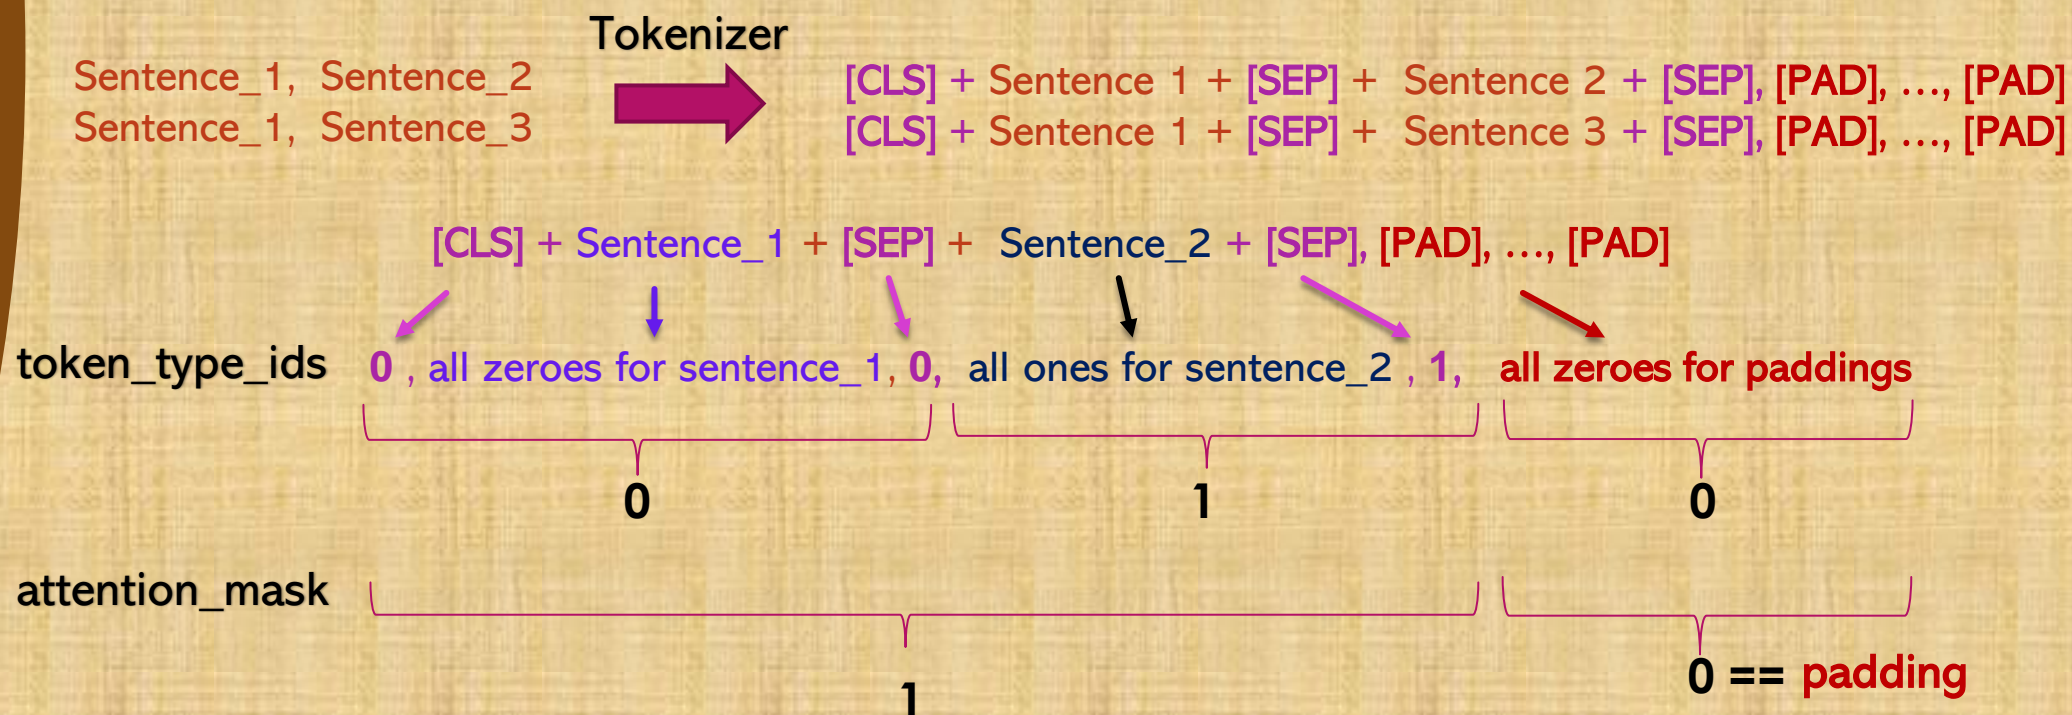 Tokenizer
Sentence_1, Sentence_2
[CLS] + Sentence 1 + [SEP] + Sentence 2 + [SEP], [PAD], ..., [PAD]
Sentence_1, Sentence_3
[CLS] + Sentence 1 + [SEP] + Sentence 3 + [SEP], [PAD], ..., [PAD]
[CLS] + Sentence_1 + [SEP] + Sentence_2 + [SEP], [PAD], ..., [PAD]
token_type_ids 0 , all zeroes for sentence_1, 0, all ones for sentence_2 , 1, all zeroes for paddings
0 1 0
attention_mask
0 == padding
1